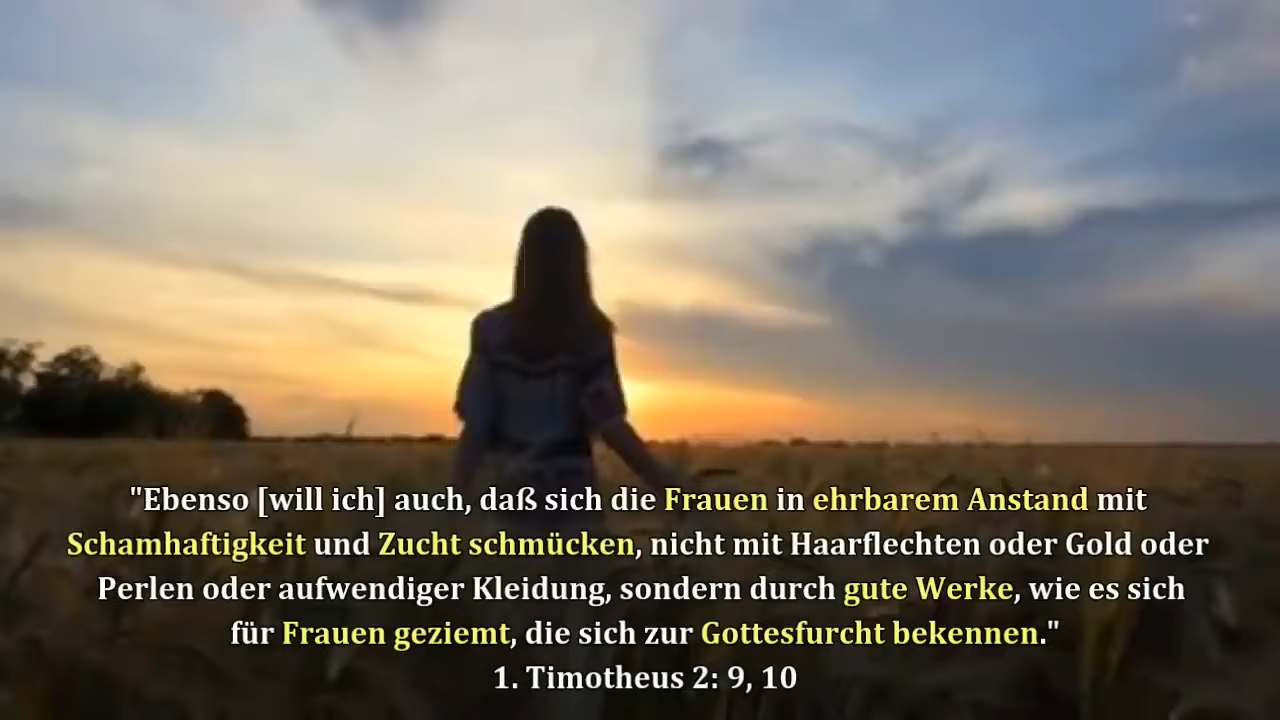 "Ebenso [will ich] auch, daß sich die Frauen in ehrbarem Anstand mit
Schamhaftigkeit und Zucht schmücken, nicht mit Haarflechten oder Gold oder
Perlen oder aufwendiger Kleidung, sondern durch gute Werke, wie es sich
für Frauen geziemt, die sich zur Gottesfurcht bekennen."
1. Timotheus 2: 9, 10